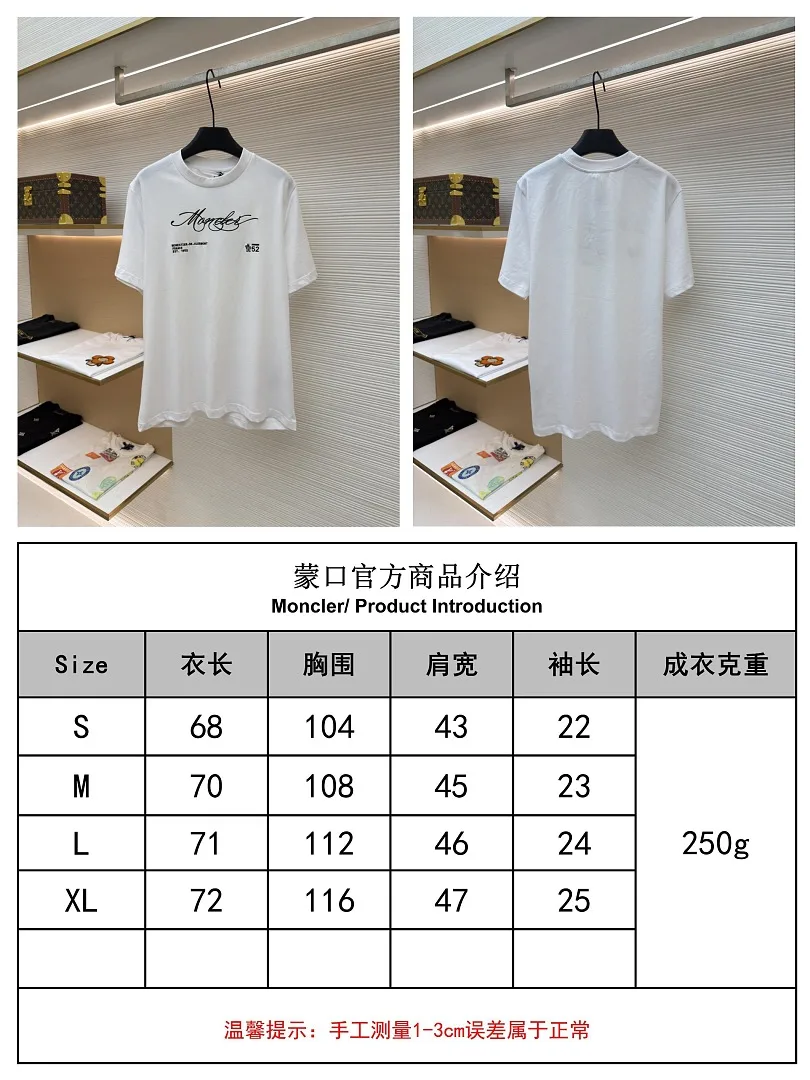 Moncler
EST. 1952
52
蒙口官方商品介绍
Moncler/ Product Introduction
Size 衣长 胸围 肩宽 袖长 成衣克重
S 68 104 43 22
M 70 108 45 23
L 71 112 46 24
XL 72 116 47 25
250g
温馨提示：手工测量1-3cm误差属于正常